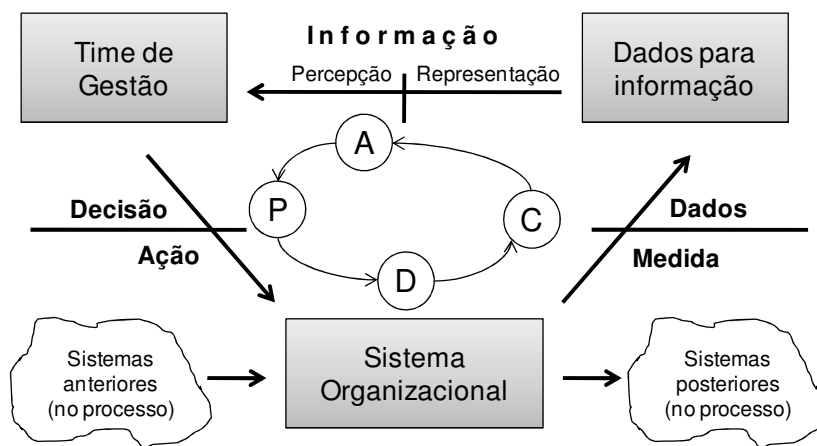 Time de
Gestão
Informação
Percepção
Representação
Dados para
informação
A
P
C
D
Decisão
Ação
Dados
Medida
Sistemas
anteriores
(no processo)
Sistema
Organizacional
Sistemas
posteriores
(no processo)